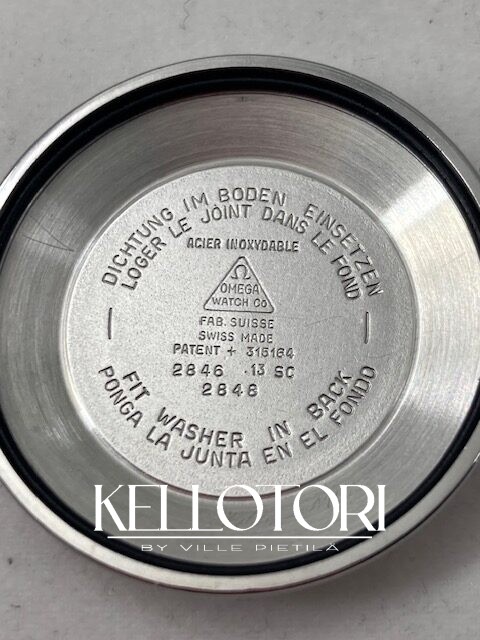 DICHTUNG IM BODEN EINSETZEN
LOGER LE JOINT DANS LE FOND
ACIER INOXYDABLE
Ω
OMEGA
WATCH CO
FAB. SUISSE
SWISS MADE
PATENT + 315164
2846 .13 SC
2848
FIT WASHER IN BACK
PONGA LA JUNTA EN EL FONDO
KELLOTORI
BY VILLE PIETILÄ